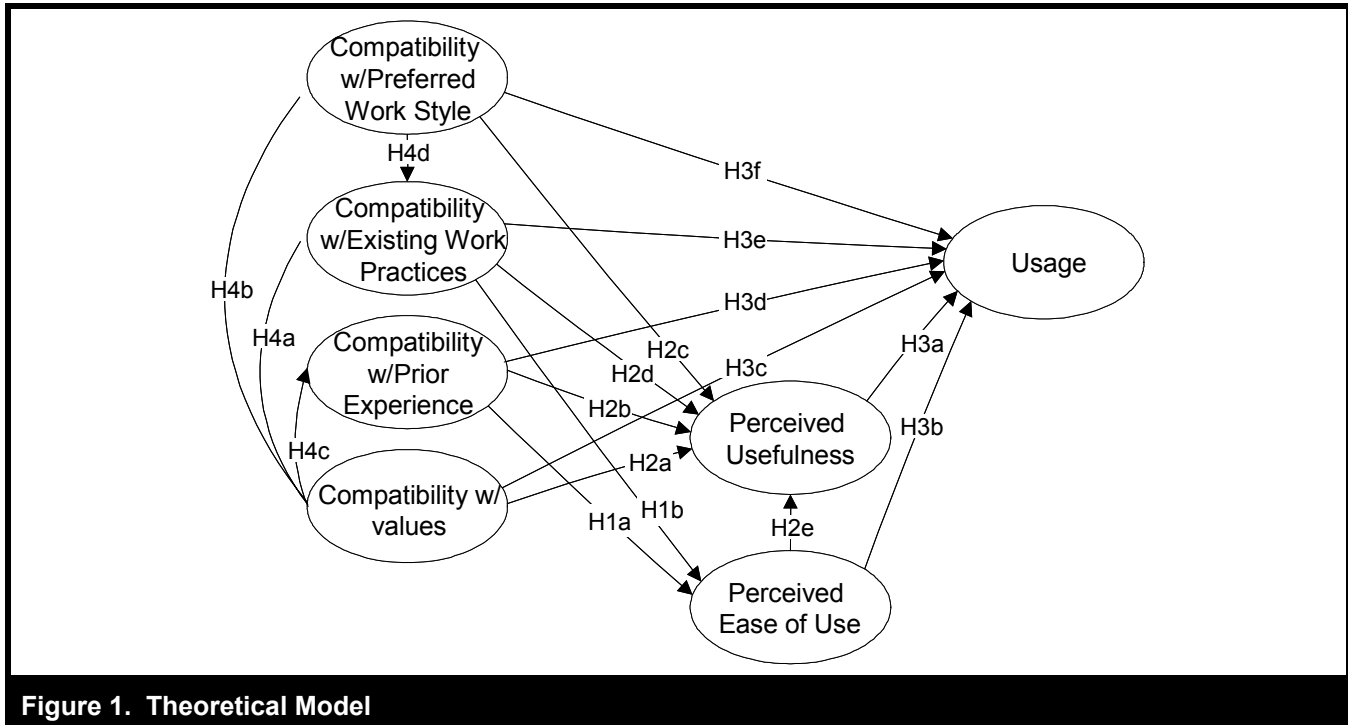 Compatibility
w/Preferred
Work Style
H4d
H3f
Compatibility
w/Existing Work
Practices
H3e
Usage
H4b
H3d
H4a
Compatibility
w/Prior
Experience
H2c
H3a
H2d
H3c
H2b
Perceived
Usefulness
H3b
H4c
H2a
Compatibility w/
values
H1b
H1a
H2e
Perceived
Ease of Use
Figure 1. Theoretical Model